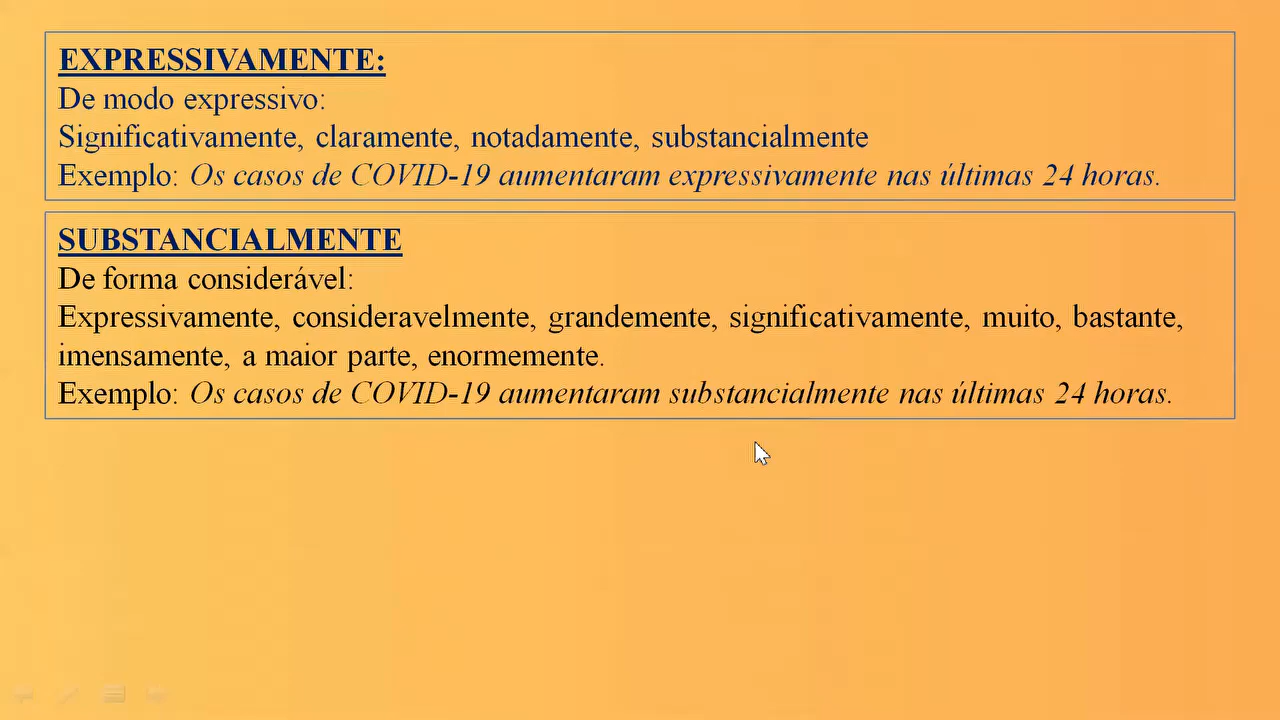 EXPRESSIVAMENTE:
De modo expressivo:
Significativamente, claramente, notadamente, substancialmente
Exemplo: Os casos de COVID-19 aumentaram expressivamente nas últimas 24 horas.
SUBSTANCIALMENTE
De forma considerável:
Expressivamente, consideravelmente, grandemente, significativamente, muito, bastante,
imensamente, a maior parte, enormemente.
Exemplo: Os casos de COVID-19 aumentaram substancialmente nas últimas 24 horas.